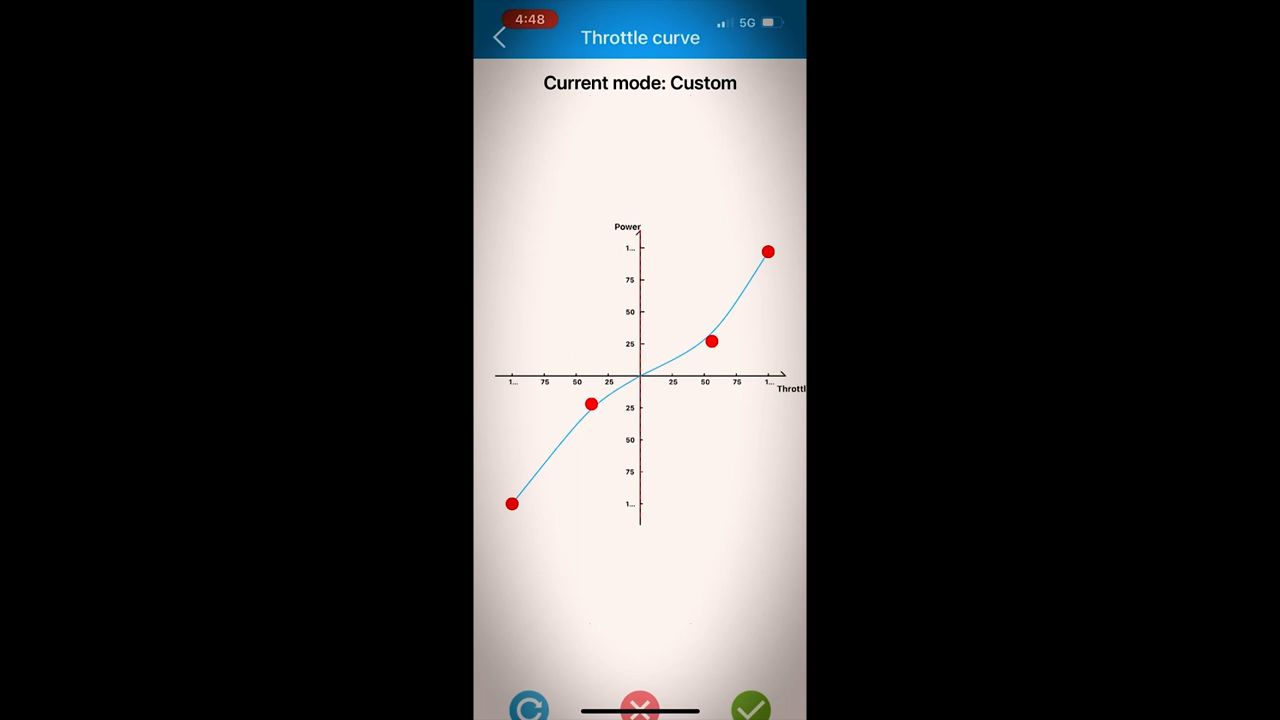 4:48
5G
Throttle curve
Current mode: Custom
Power
1...
75
50
25
1... 75 50 25 25 50 75 1...
Throttl
25
50
75
1...